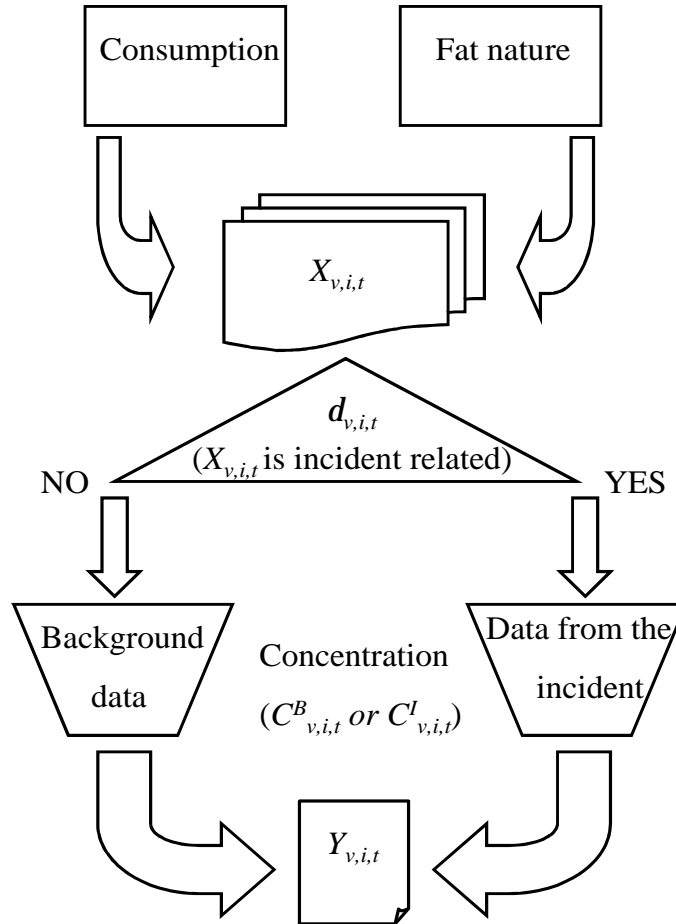 Consumption
Fat nature
X_{v,i,t}
d_{v,i,t}
(X_{v,i,t} is incident related)
NO
YES
Background
data
Concentration
(C^B_{v,i,t} or C^I_{v,i,t})
Data from the
incident
Y_{v,i,t}